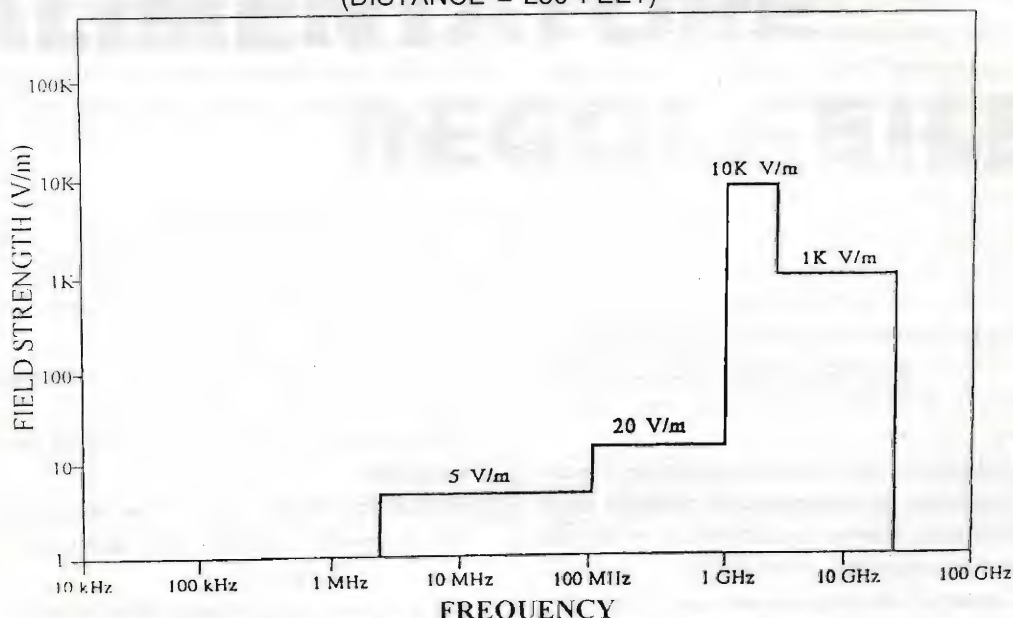 (DISTANCE = 250 FEET)
100K
10K
1K
100
10
1
FIELD STRENGTH (V/m)
10K V/m
1K V/m
20 V/m
5 V/m
10 kHz
100 kHz
1 MHz
10 MHz
100 MHz
1 GHz
10 GHz
100 GHz
FREQUENCY